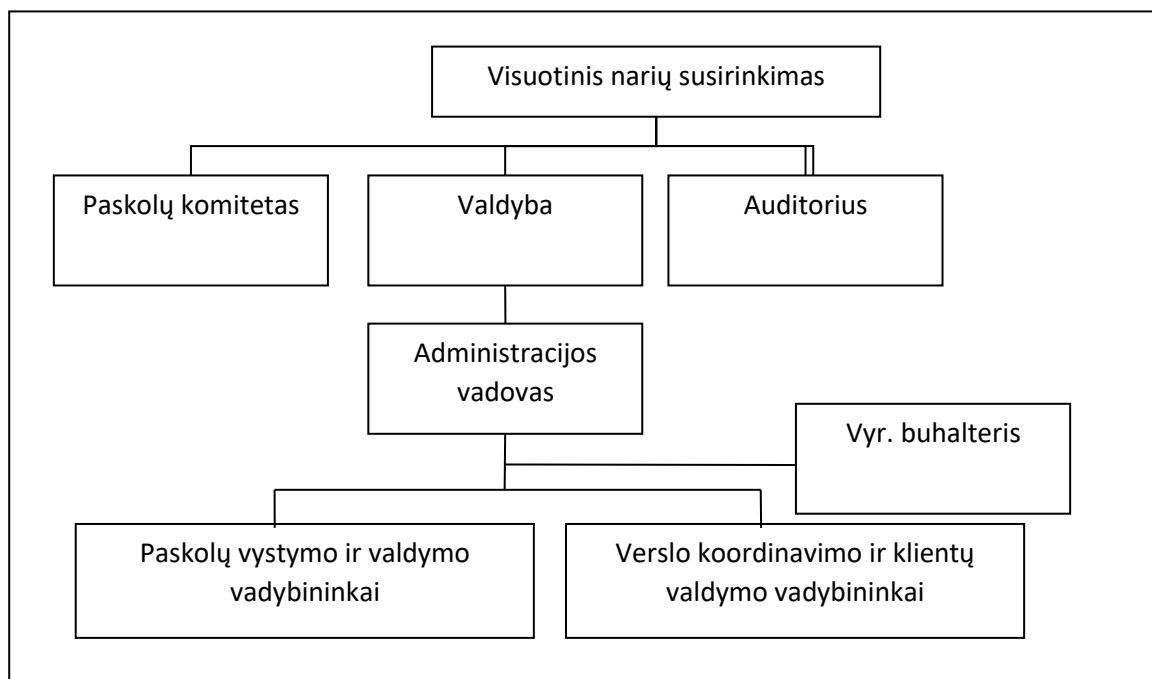 Visuotinis narių susirinkimas
Paskolų komitetas
Valdyba
Auditorius
Administracijos
vadovas
Vyr. buhalteris
Paskolų vystymo ir valdymo
vadybininkai
Verslo koordinavimo ir klientų
valdymo vadybininkai